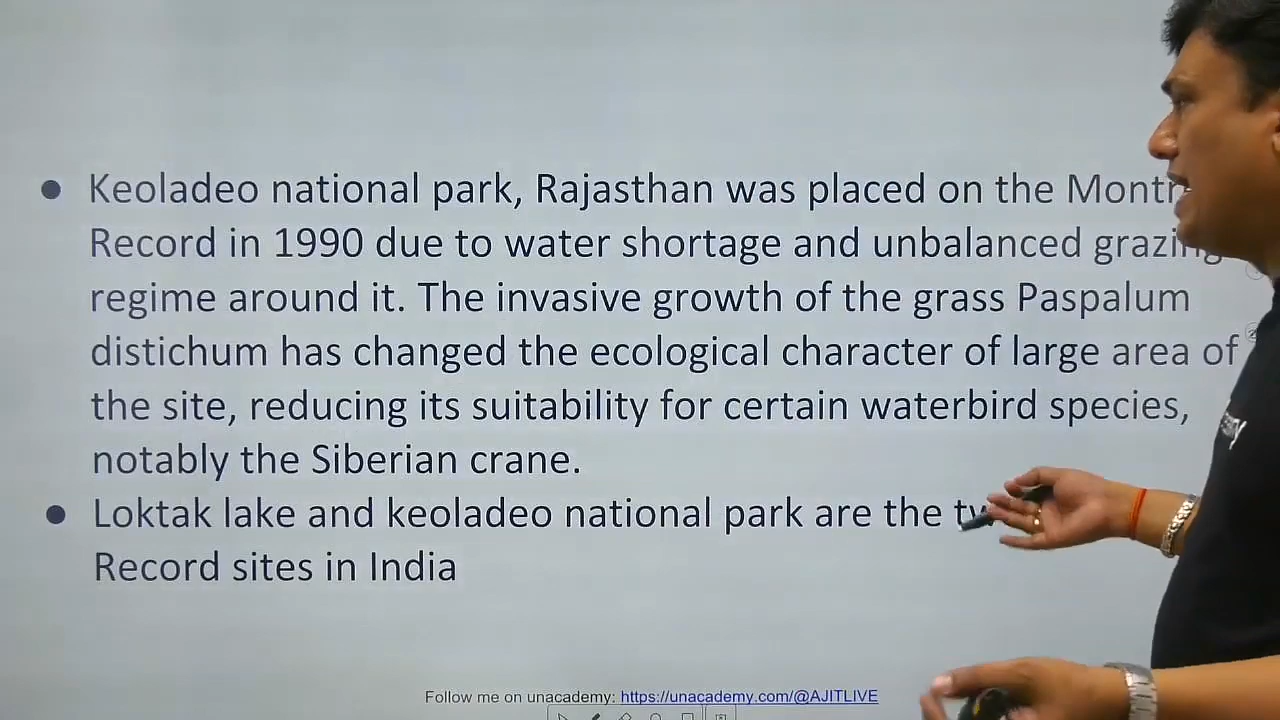 ● Keoladeo national park, Rajasthan was placed on the
Record in 1990 due to water shortage and unbalanced grazing
regime around it. The invasive growth of the grass Paspalum
distichum has changed the ecological character of large area of
the site, reducing its suitability for certain waterbird species,
notably the Siberian crane.
● Loktak lake and keoladeo national park are the
Record sites in India
Follow me on unacademy: https://unacademy.com/@AJITLIVE